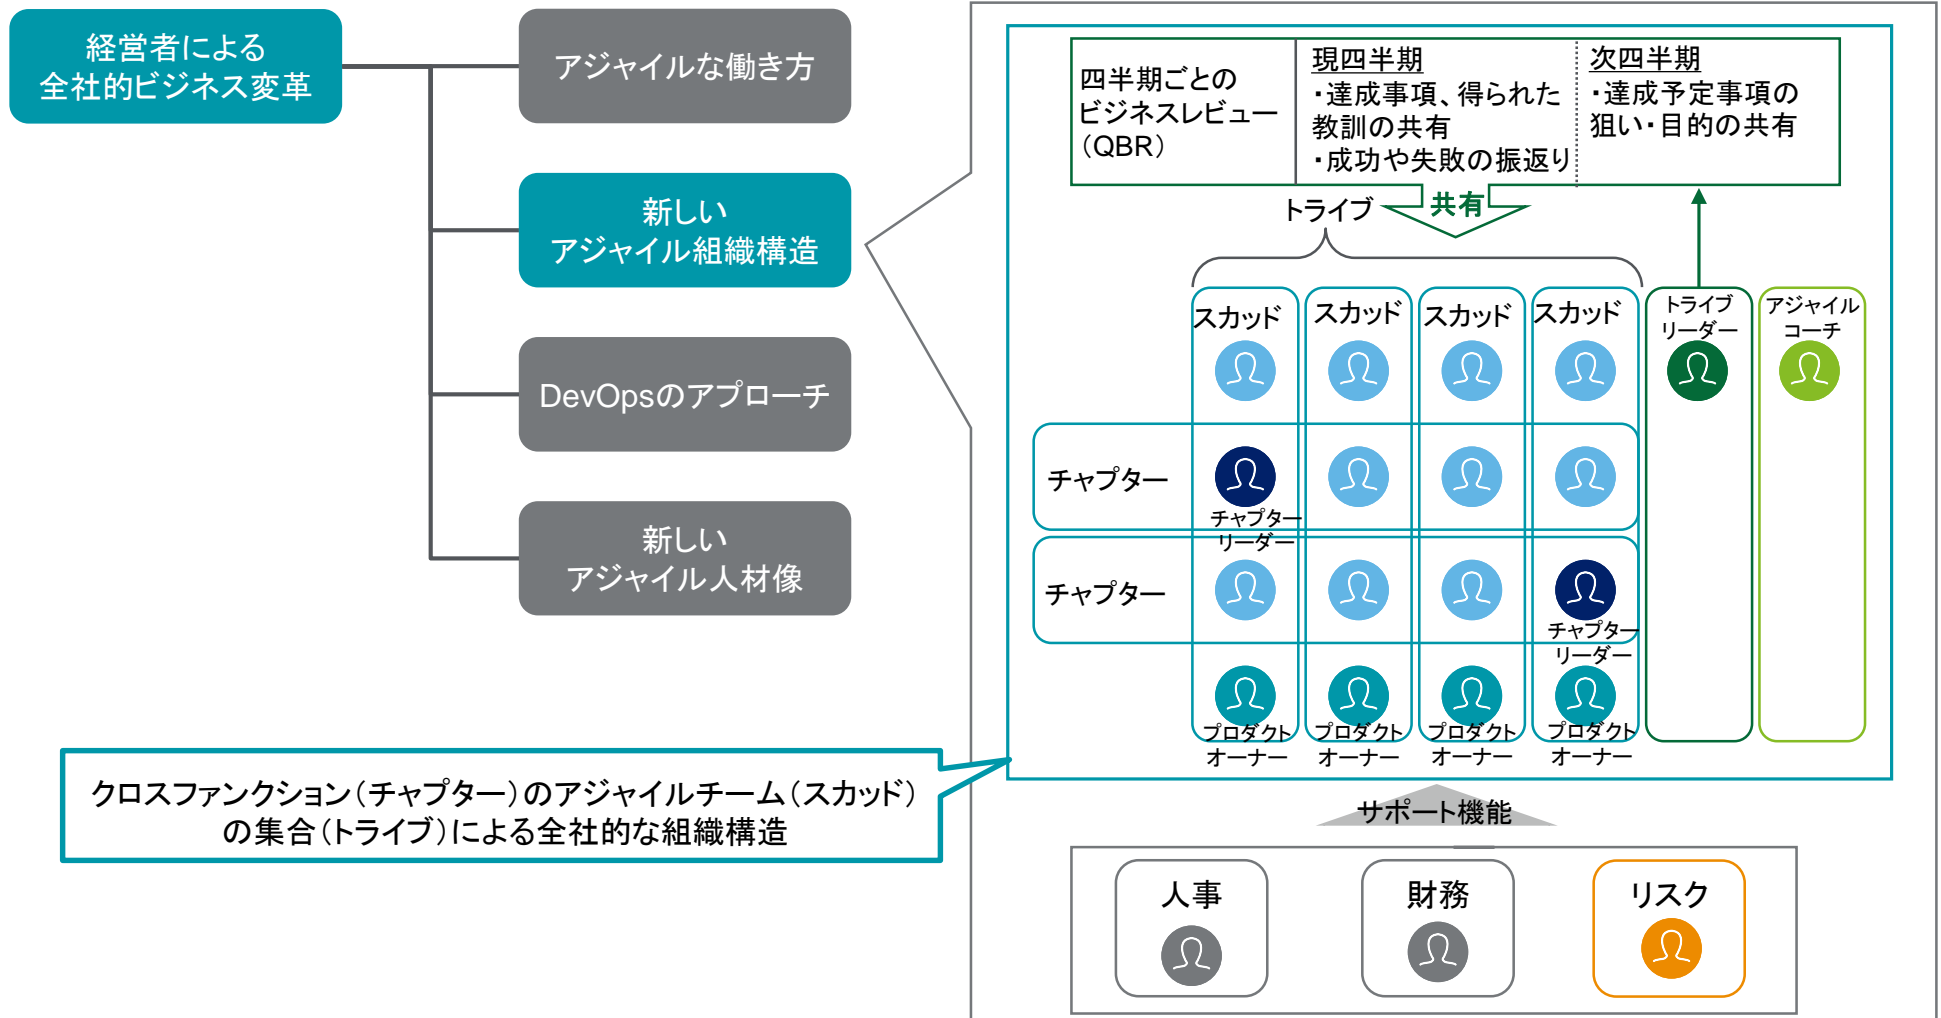 経営者による
全社的ビジネス変革
アジャイルな働き方
新しい
アジャイル組織構造
DevOpsのアプローチ
新しい
アジャイル人材像
クロスファンクション（チャプター）のアジャイルチーム（スカッド）
の集合（トライブ）による全社的な組織構造
四半期ごとの
ビジネスレビュー
（QBR）
現四半期
・達成事項、得られた
教訓の共有
・成功や失敗の振返り
次四半期
・達成予定事項の
狙い・目的の共有
共有
トライブ
スカッド
スカッド
スカッド
スカッド
トライブ
リーダー
アジャイル
コーチ
チャプター
チャプター
リーダー
チャプター
チャプター
リーダー
プロダクト
オーナー
プロダクト
オーナー
プロダクト
オーナー
プロダクト
オーナー
サポート機能
人事
財務
リスク